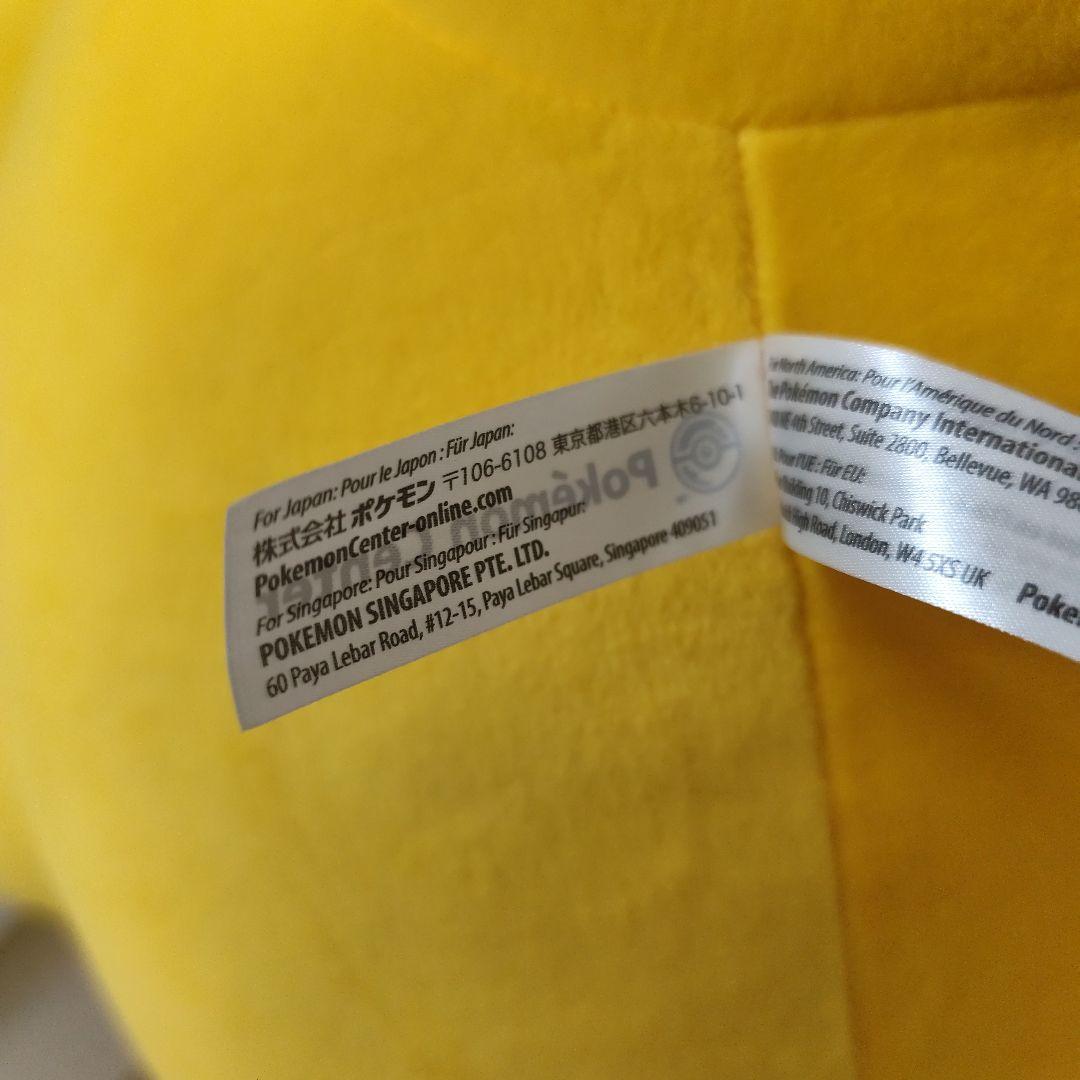 For Japan: Pour le Japon : Für Japan:
株式会社 ポケモン 〒106-6108 東京都港区六本木6-10-1
PokemonCenter-online.com
For Singapore: Pour Singapour : Für Singapur:
POKEMON SINGAPORE PTE. LTD.
60 Paya Lebar Road, #12-15, Paya Lebar Square, Singapore 409051
Pokémon Center
North America: Pour l'Amérique du Nord :
Pokémon Company International
NE 4th Street, Suite 2800, Bellevue, WA
Pour l'UE : Für EU:
Building 10, Chiswick Park
High Road, London, W4 5XS UK